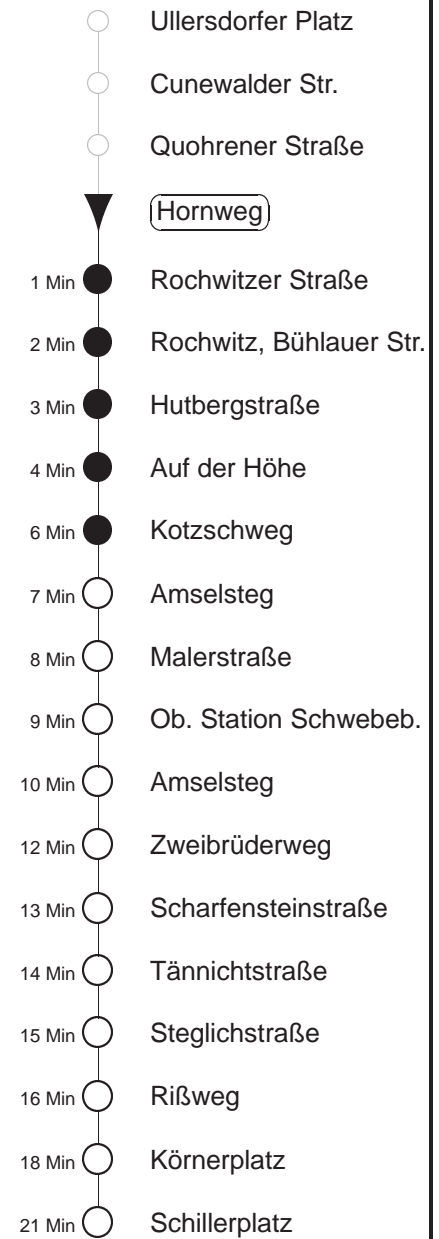 Ullersdorfer Platz
Cunewalder Str.
Quohrener Straße
Hornweg
1 Min Rochwitzer Straße
2 Min Rochwitz, Bühlauer Str.
3 Min Hutbergstraße
4 Min Auf der Höhe
6 Min Kotzschweg
7 Min Amselsteg
8 Min Malerstraße
9 Min Ob. Station Schwebeb.
10 Min Amselsteg
12 Min Zweibrüderweg
13 Min Scharfensteinstraße
14 Min Tännichtstraße
15 Min Steglichstraße
16 Min Rißweg
18 Min Körnerplatz
21 Min Schillerplatz